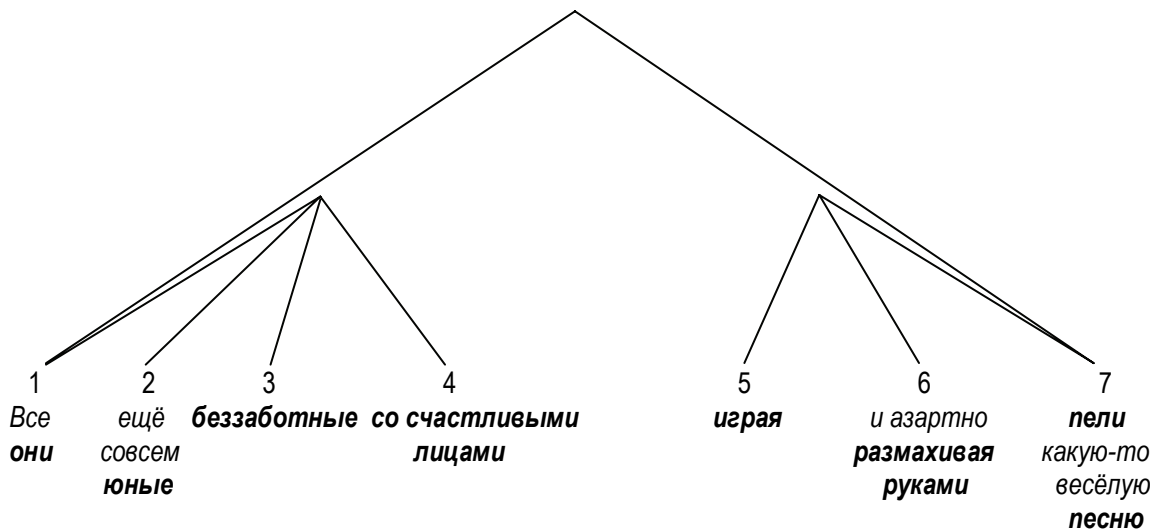 1 2 3 4 5 6 7
Все ещё беззаботные со счастливыми играя и азартно пели
они совсем лицами размахивая какую-то
юные руками весёлую
песню